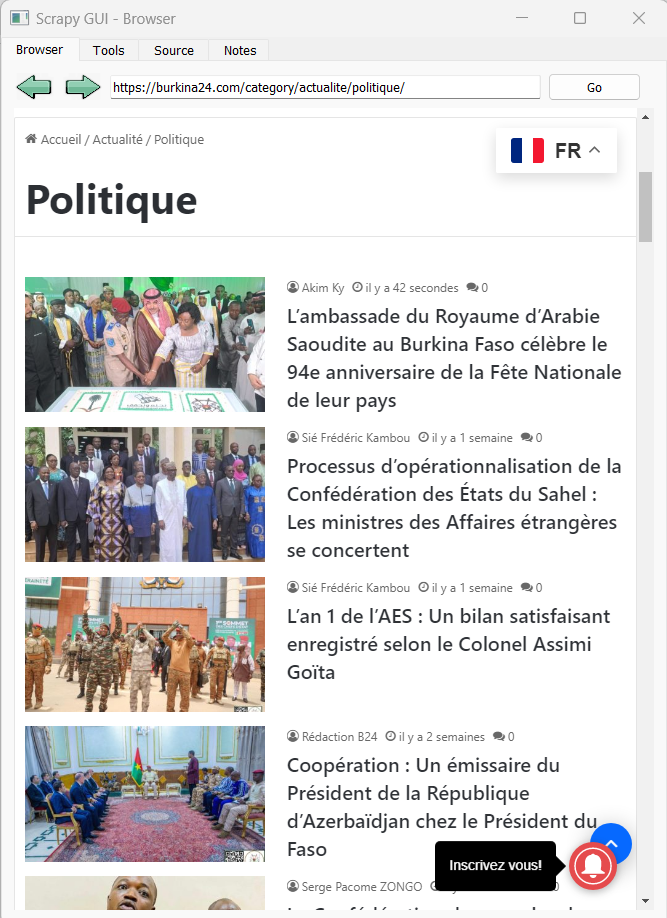 Scrapy GUI - Browser
Browser
Tools
Source
Notes
https://burkina24.com/category/actualite/politique/
Go
Accueil / Actualité / Politique
FR
Politique
Akim Ky il y a 42 secondes 0
L’ambassade du Royaume d’Arabie
Saoudite au Burkina Faso célèbre le
94e anniversaire de la Fête Nationale
de leur pays
Sié Frédéric Kambou il y a 1 semaine 0
Processus d’opérationnalisation de la
Confédération des États du Sahel :
Les ministres des Affaires étrangères
se concertent
Sié Frédéric Kambou il y a 1 semaine 0
L’an 1 de l’AES : Un bilan satisfaisant
enregistré selon le Colonel Assimi
Goïta
Rédaction B24 il y a 2 semaines 0
Coopération : Un émissaire du
Président de la République
d’Azerbaïdjan chez le Président du
Faso
Inscrivez vous!
Serge Pacome ZONGO 0